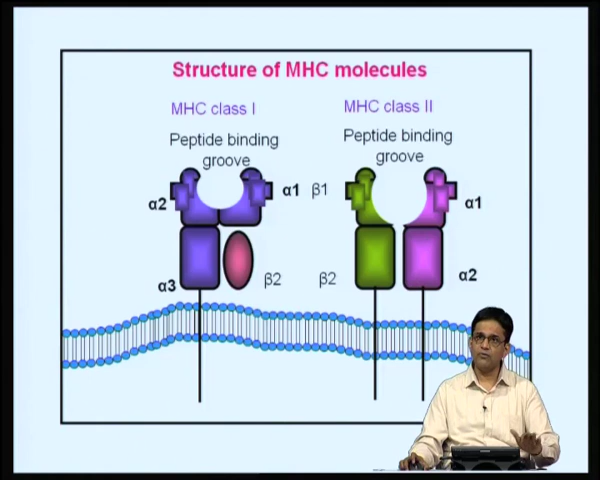 Structure of MHC molecules
MHC class I
MHC class II
Peptide binding
groove
Peptide binding
groove
α2
α1
β1
α1
α3
β2
β2
α2